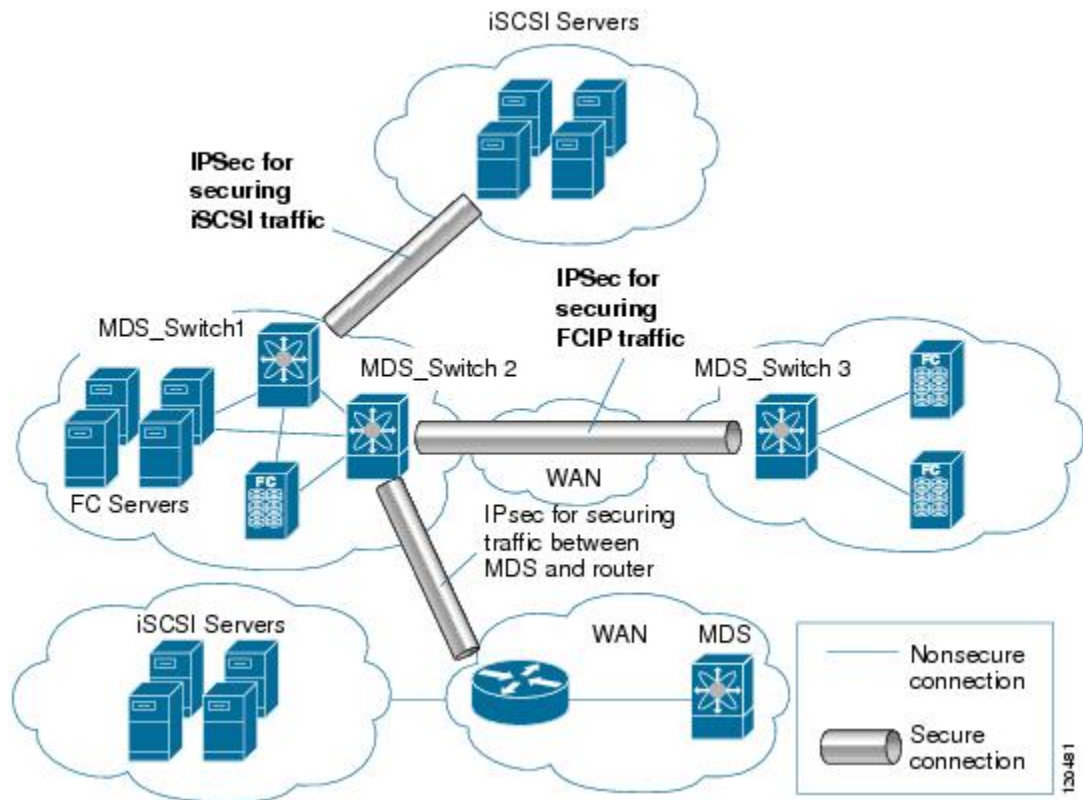 iSCSI Servers
IPSec for
securing
iSCSI traffic
IPSec for
securing
FCIP traffic
MDS_Switch1
MDS_Switch 2
MDS_Switch 3
FC
FC
FC
FC Servers
WAN
IPsec for securing
traffic between
MDS and router
iSCSI Servers
WAN
MDS
Nonsecure
connection
Secure
connection
120481